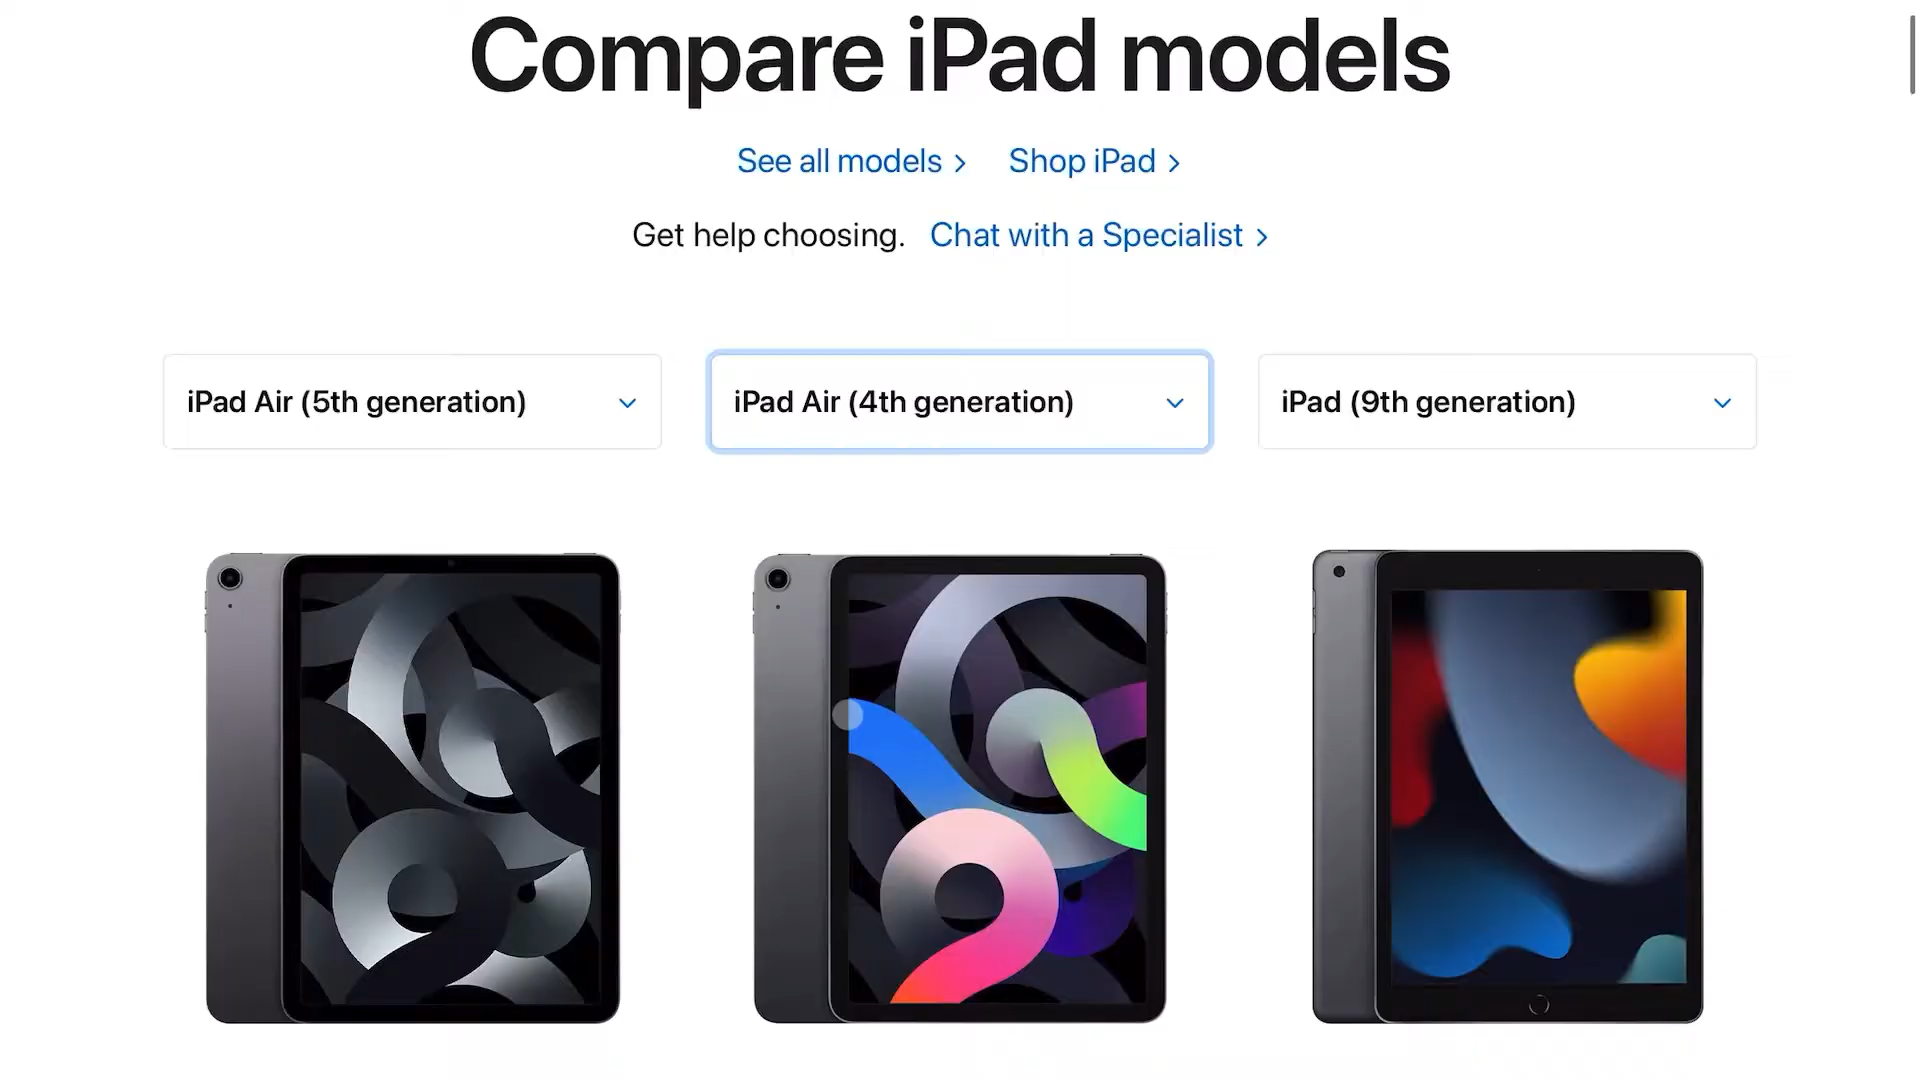 Compare iPad models
See all models > Shop iPad >
Get help choosing. Chat with a Specialist >
iPad Air (5th generation)
iPad Air (4th generation)
iPad (9th generation)